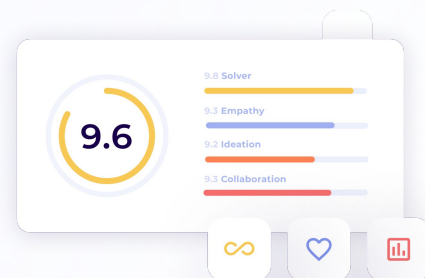 9.6
9.8 Solver
9.3 Empathy
9.2 Ideation
9.3 Collaboration